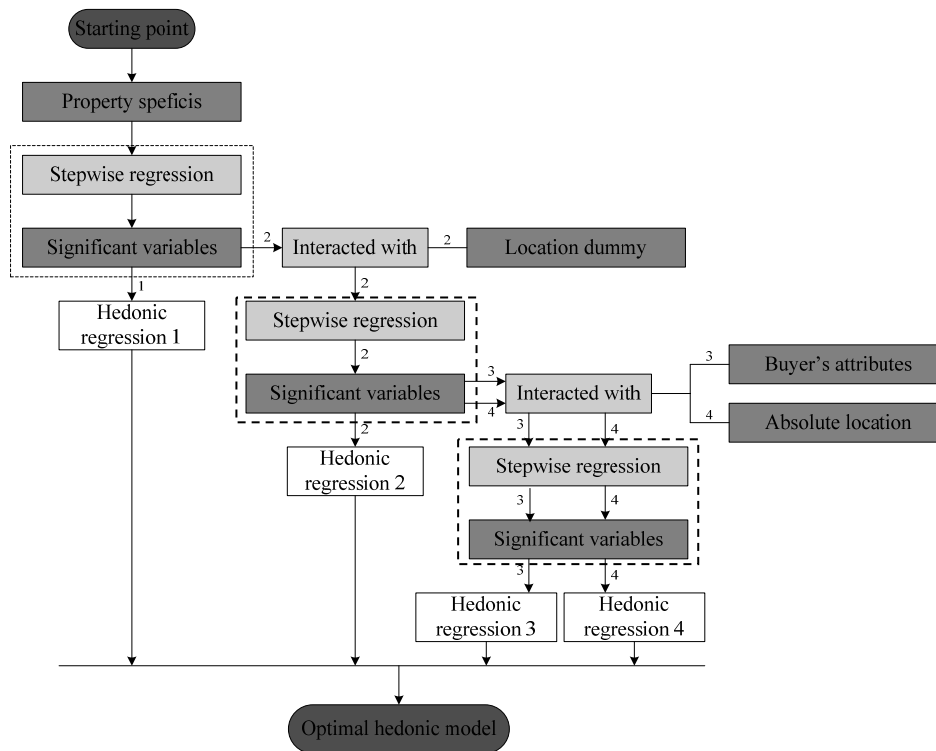 Starting point
Property speficis
Stepwise regression
Significant variables
2
Interacted with
2
Location dummy
1
2
Hedonic
regression 1
Stepwise regression
2
Significant variables
3
4
Interacted with
3
Buyer's attributes
4
Absolute location
2
3
4
Hedonic
regression 2
Stepwise regression
3
4
Significant variables
3
4
Hedonic
regression 3
Hedonic
regression 4
Optimal hedonic model